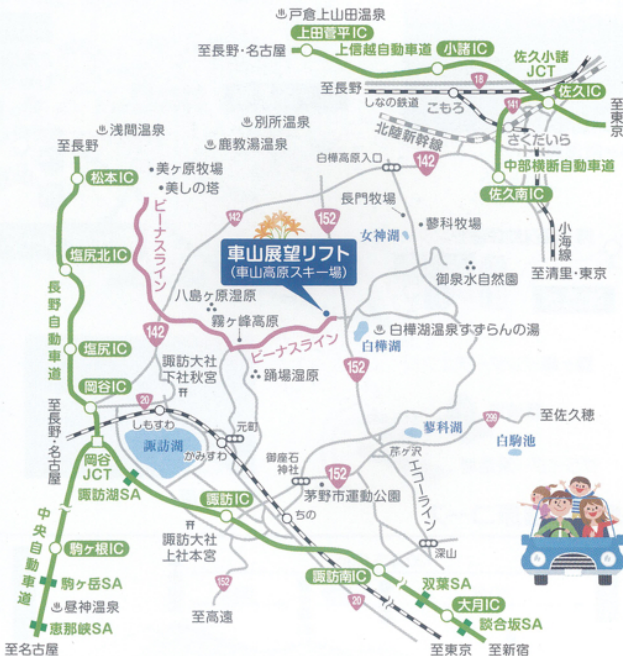 戸倉上山田温泉
上田菅平IC
上信越自動車道
小諸IC
佐久小諸
JCT
至長野・名古屋
18
至長野
しなの鉄道
こもろ
141
佐久IC
至東京
北陸新幹線
さくだいら
中部横断自動車道
佐久南IC
小海線
至清里・東京
浅間温泉
別所温泉
鹿教湯温泉
至長野
松本IC
美ヶ原牧場
美しの塔
白樺高原入口
142
142
152
長門牧場
蓼科牧場
女神湖
御泉水自然園
ビーナスライン
車山展望リフト
(車山高原スキー場)
塩尻北IC
八島ヶ原湿原
霧ヶ峰高原
長野自動車道
142
ビーナスライン
白樺湖温泉すずらんの湯
白樺湖
152
塩尻IC
諏訪大社
下社秋宮
踊場湿原
岡谷IC
20
至長野・名古屋
しもすわ
元町
諏訪湖
かみすわ
蓼科湖
299
至佐久穂
白駒池
岡谷
JCT
芹ヶ沢
御座石
神社
152
茅野市運動公園
エコーライン
諏訪湖SA
諏訪IC
ちの
中央自動車道
駒ヶ根IC
諏訪大社
上社本宮
深山
諏訪南IC
駒ヶ岳SA
152
双葉SA
昼神温泉
至高遠
20
大月IC
恵那峡SA
談合坂SA
至名古屋
至東京
至新宿